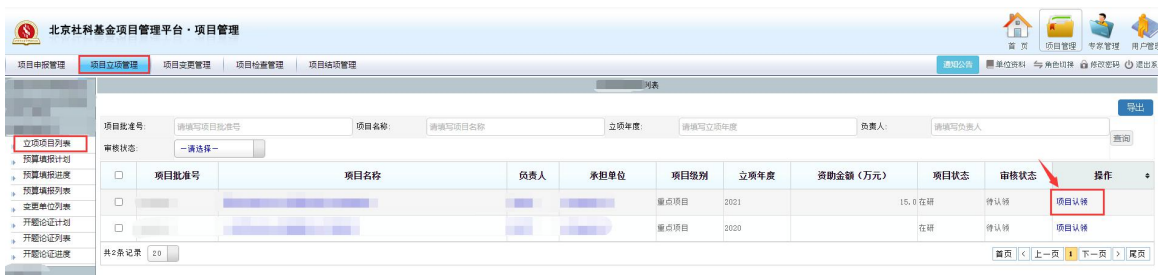 北京社科基金项目管理平台·项目管理
首 页 项目管理 专家管理 用户管
项目申报管理 项目立项管理 项目变更管理 项目检查管理 项目结项管理 通知公告 单位资料 角色切换 修改密码 退出系
列表
导出
项目批准号: 请填写项目批准号 项目名称: 请填写项目名称 立项年度: 请填写立项年度 负责人: 请填写负责人
审核状态: —请选择— 查询
立项项目列表
预算填报计划
预算填报进度
预算填报列表
变更单位列表
开题论证计划
开题论证列表
开题论证进度
项目批准号 项目名称 负责人 承担单位 项目级别 立项年度 资助金额（万元） 项目状态 审核状态 操作
重点项目 2021 15.0 在研 待认领 项目认领
重点项目 2020 在研 待认领 项目认领
共2条记录 20 首页 < 上一页 1 下一页 > 尾页